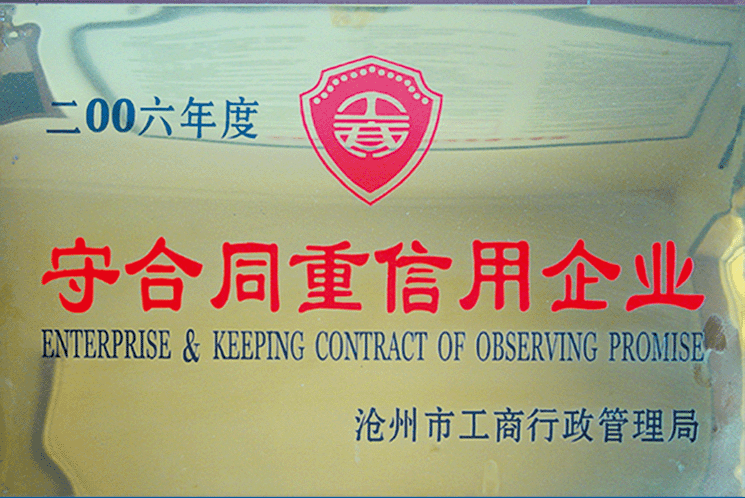 二00六年度
守合同重信用企业
ENTERPRISE & KEEPING CONTRACT OF OBSERVING PROMISE
沧州市工商行政管理局